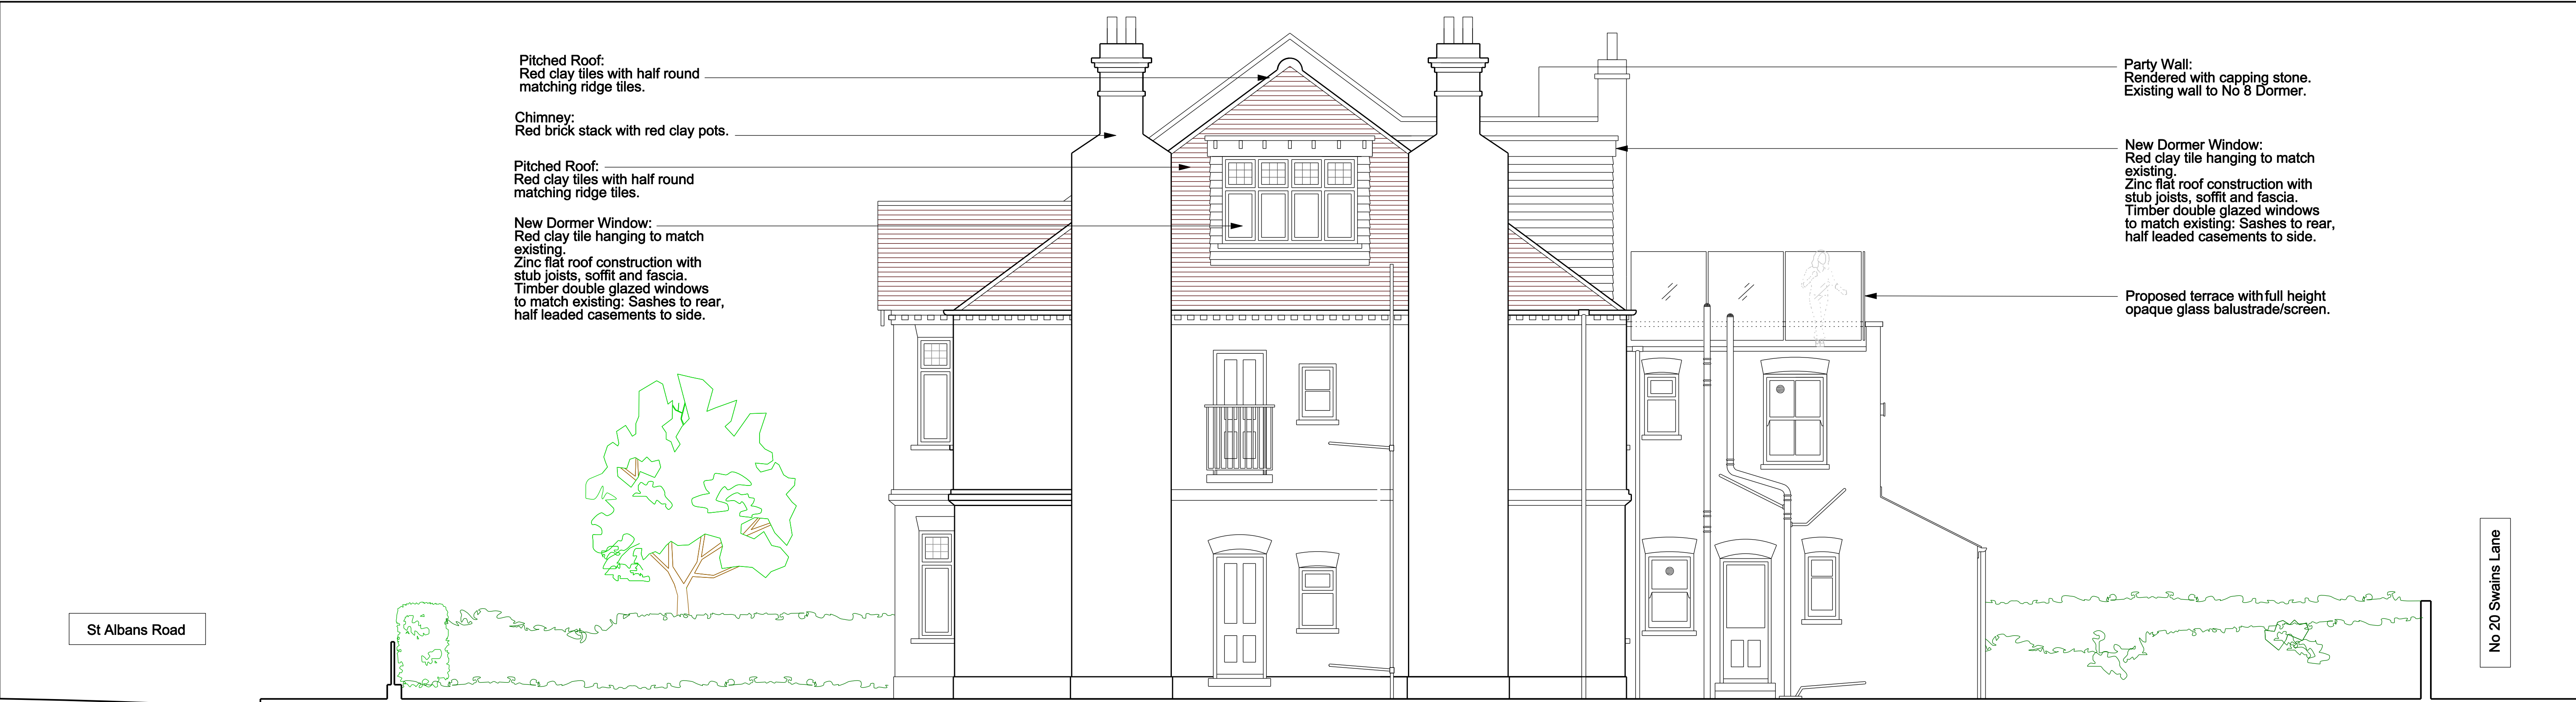 Pitched Roof:
Red clay tiles with half round
matching ridge tiles.
Chimney:
Red brick stack with red clay pots.
Pitched Roof:
Red clay tiles with half round
matching ridge tiles.
New Dormer Window:
Red clay tile hanging to match
existing.
Zinc flat roof construction with
stub joists, soffit and fascia.
Timber double glazed windows
to match existing: Sashes to rear,
half leaded casements to side.
Party Wall:
Rendered with capping stone.
Existing wall to No 8 Dormer.
New Dormer Window:
Red clay tile hanging to match
existing.
Zinc flat roof construction with
stub joists, soffit and fascia.
Timber double glazed windows
to match existing: Sashes to rear,
half leaded casements to side.
Proposed terrace with full height
opaque glass balustrade/screen.
St Albans Road
No 20 Swains Lane